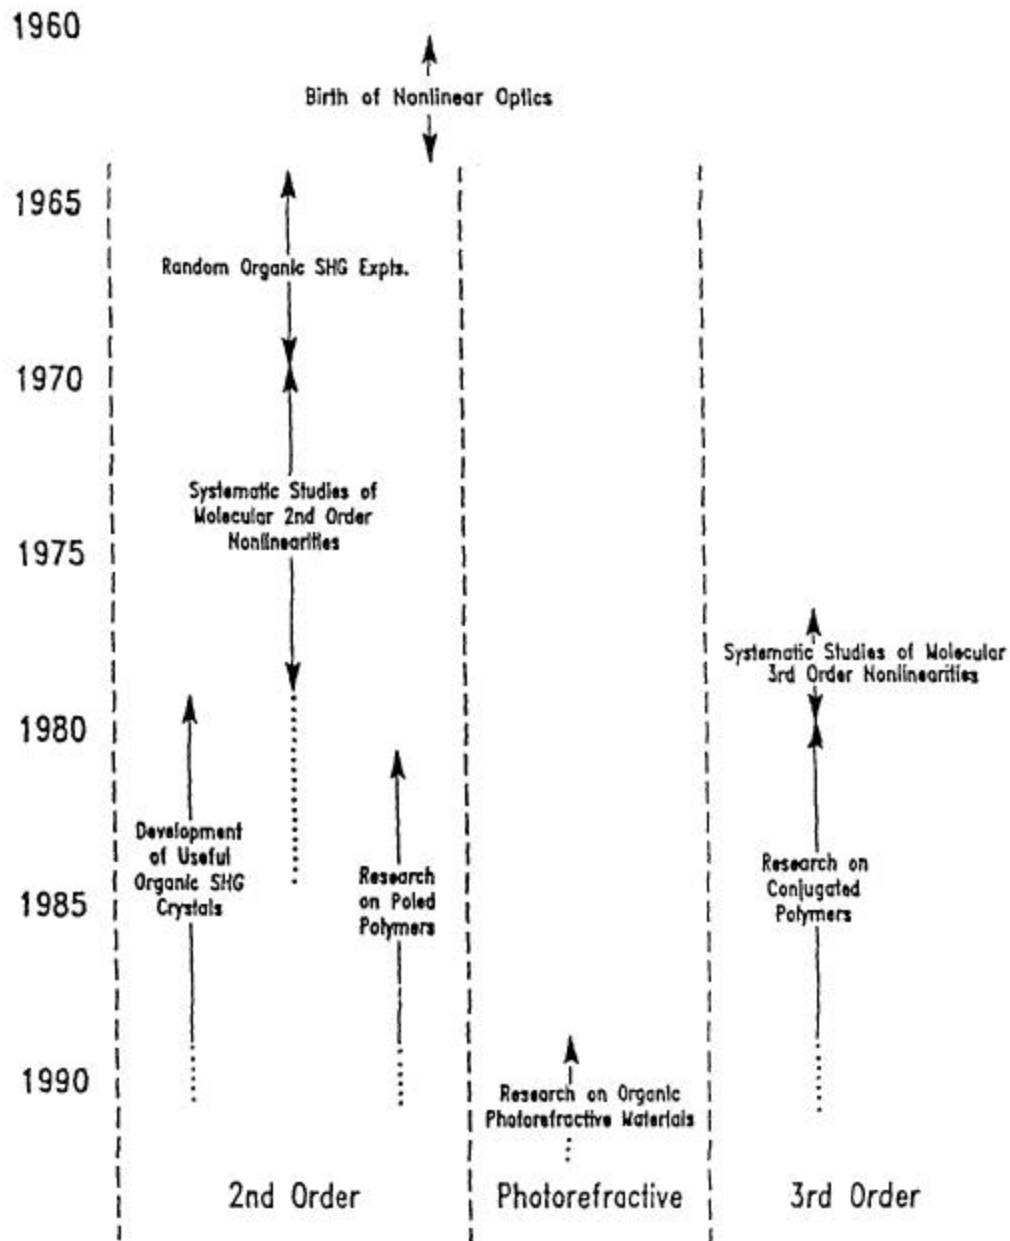 1960
Birth of Nonlinear Optics
1965
Random Organic SHG Expts.
1970
Systematic Studies of
Molecular 2nd Order
Nonlinearities
1975
Systematic Studies of Molecular
3rd Order Nonlinearities
1980
Development
of Useful
Organic SHG
Crystals
Research
on Poled
Polymers
Research on
Conjugated
Polymers
1985
1990
Research on Organic
Photorefractive Materials
2nd Order
Photorefractive
3rd Order